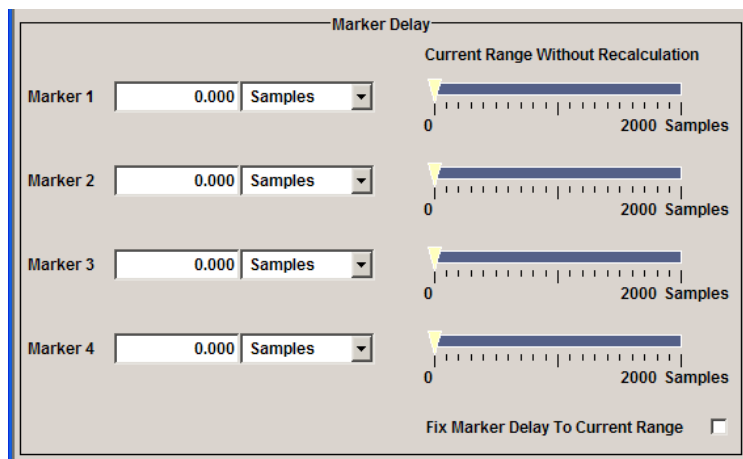 Marker Delay
Current Range Without Recalculation
Marker 1 0.000 Samples
0 2000 Samples
Marker 2 0.000 Samples
0 2000 Samples
Marker 3 0.000 Samples
0 2000 Samples
Marker 4 0.000 Samples
0 2000 Samples
Fix Marker Delay To Current Range